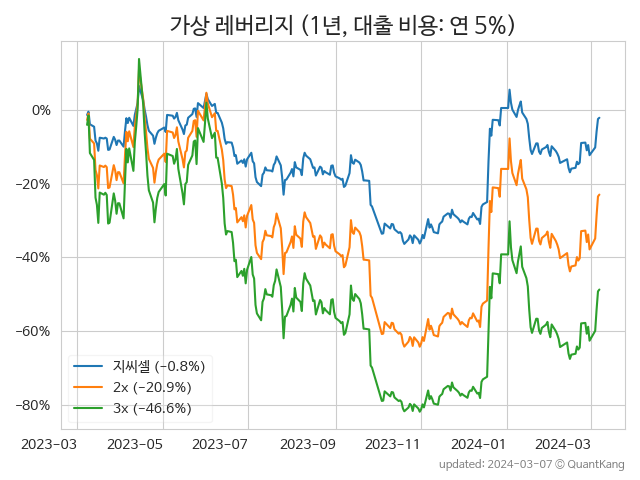 가상 레버리지 (1년, 대출 비용: 연 5%)
0%
−20%
−40%
−60%
−80%
지씨셀 (−0.8%)
2x (−20.9%)
3x (−46.6%)
2023-03 2023-05 2023-07 2023-09 2023-11 2024-01 2024-03
updated: 2024-03-07 © QuantKang